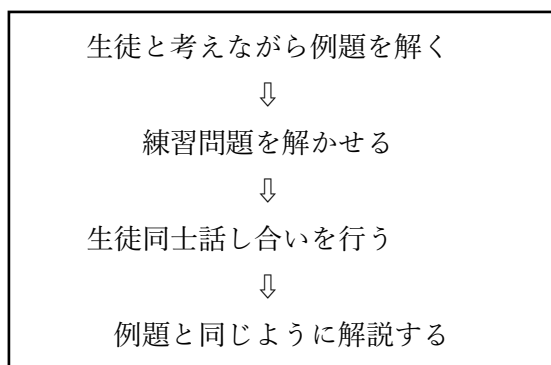 生徒と考えながら例題を解く
⇩
練習問題を解かせる
⇩
生徒同士話し合いを行う
⇩
例題と同じように解説する